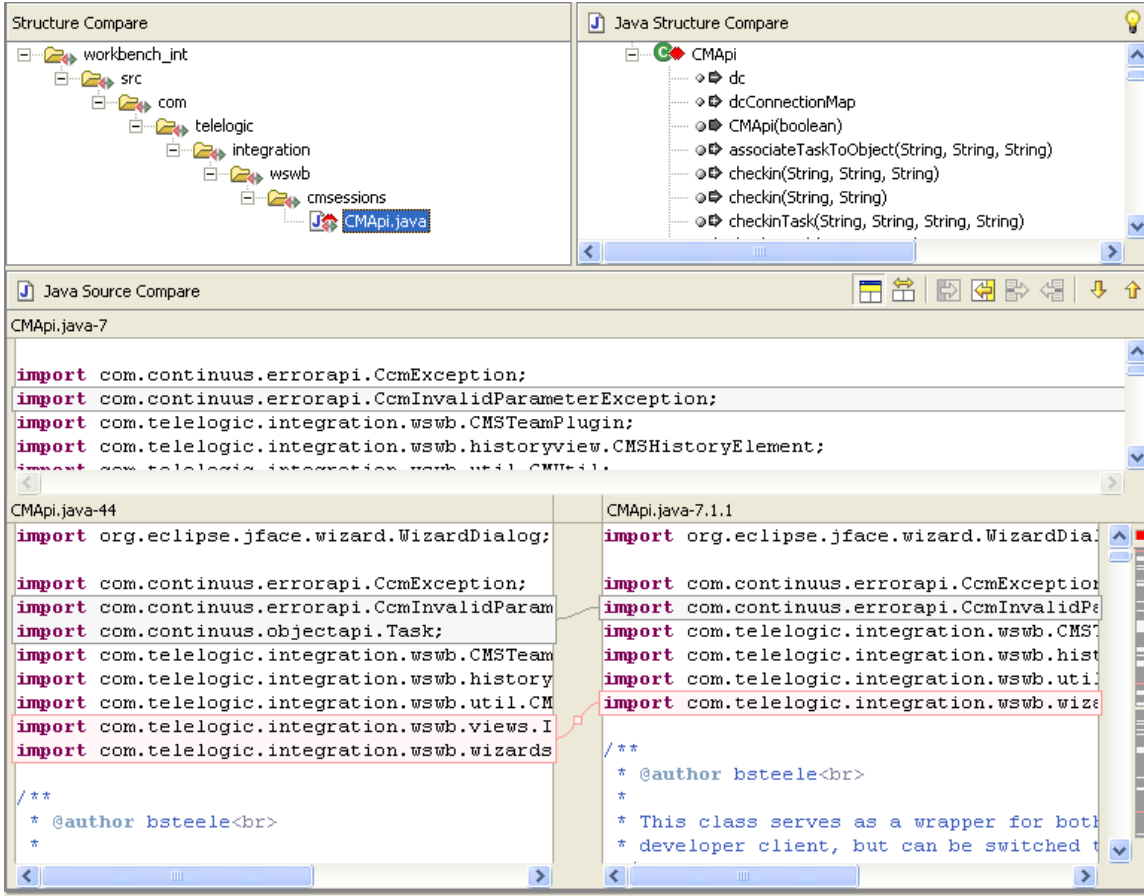 Structure Compare
workbench_int
src
com
telelogic
integration
wswb
cmsessions
CMApi.java
Java Structure Compare
CMApi
dc
dcConnectionMap
CMApi(boolean)
associateTaskToObject(String, String, String)
checkin(String, String, String)
checkin(String, String)
checkinTask(String, String, String, String)
Java Source Compare
CMApi.java-7
import com.continuus.errorapi.CcmException;
import com.continuus.errorapi.CcmInvalidParameterException;
import com.telelogic.integration.wswb.CMSTeamPlugin;
import com.telelogic.integration.wswb.historyview.CMSHistoryElement;
import com.telelogic.integration.wswb.util.CMUtil;
CMApi.java-44
import org.eclipse.jface.wizard.WizardDialog;
import com.continuus.errorapi.CcmException;
import com.continuus.errorapi.CcmInvalidParam
import com.continuus.objectapi.Task;
import com.telelogic.integration.wswb.CMSTeam
import com.telelogic.integration.wswb.history
import com.telelogic.integration.wswb.util.CM
import com.telelogic.integration.wswb.views.I
import com.telelogic.integration.wswb.wizards
/**
* @author bsteele<br>
*
CMApi.java-7.1.1
import org.eclipse.jface.wizard.WizardDial
import com.continuus.errorapi.CcmException
import com.continuus.errorapi.CcmInvalidPa
import com.telelogic.integration.wswb.CMST
import com.telelogic.integration.wswb.hist
import com.telelogic.integration.wswb.util
import com.telelogic.integration.wswb.wiza
/**
* @author bsteele<br>
*
* This class serves as a wrapper for both
* developer client, but can be switched t